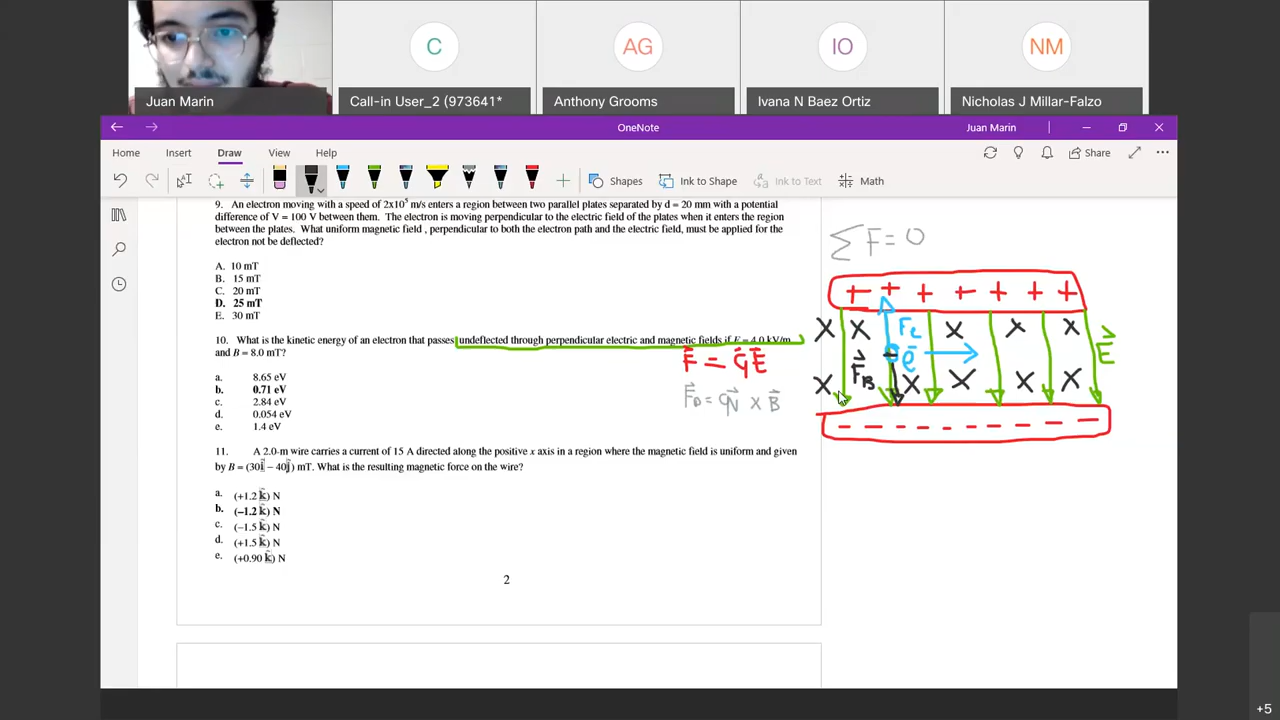 C
AG
IO
NM
Juan Marin
Call-in User_2 (973641*
Anthony Grooms
Ivana N Baez Ortiz
Nicholas J Millar-Falzo
OneNote
Juan Marin
Home
Insert
Draw
View
Help
Share
Shapes
Ink to Shape
Ink to Text
Math
9. An electron moving with a speed of 2x10⁵ m/s enters a region between two parallel plates separated by d = 20 mm with a potential
difference of V = 100 V between them. The electron is moving perpendicular to the electric field of the plates when it enters the region
between the plates. What uniform magnetic field , perpendicular to both the electron path and the electric field, must be applied for the
electron not be deflected?
A. 10 mT
B. 15 mT
C. 20 mT
D. 25 mT
E. 30 mT
10. What is the kinetic energy of an electron that passes undeflected through perpendicular electric and magnetic fields if E = 4.0 kV/m
and B = 8.0 mT?
a. 8.65 eV
b. 0.71 eV
c. 2.84 eV
d. 0.054 eV
e. 1.4 eV
F⃗ = qE⃗
11. A 2.0-m wire carries a current of 15 A directed along the positive x axis in a region where the magnetic field is uniform and given
by B = (30i − 40j) mT. What is the resulting magnetic force on the wire?
a. (+1.2 k) N
b. (–1.2 k) N
c. (−1.5 k) N
d. (+1.5 k) N
e. (+0.90 k) N
2
∑ F = 0
+ + + + + + +
X X X X X
E⃗
F⃗B
X X X X X
- - - - - - - - -
+5